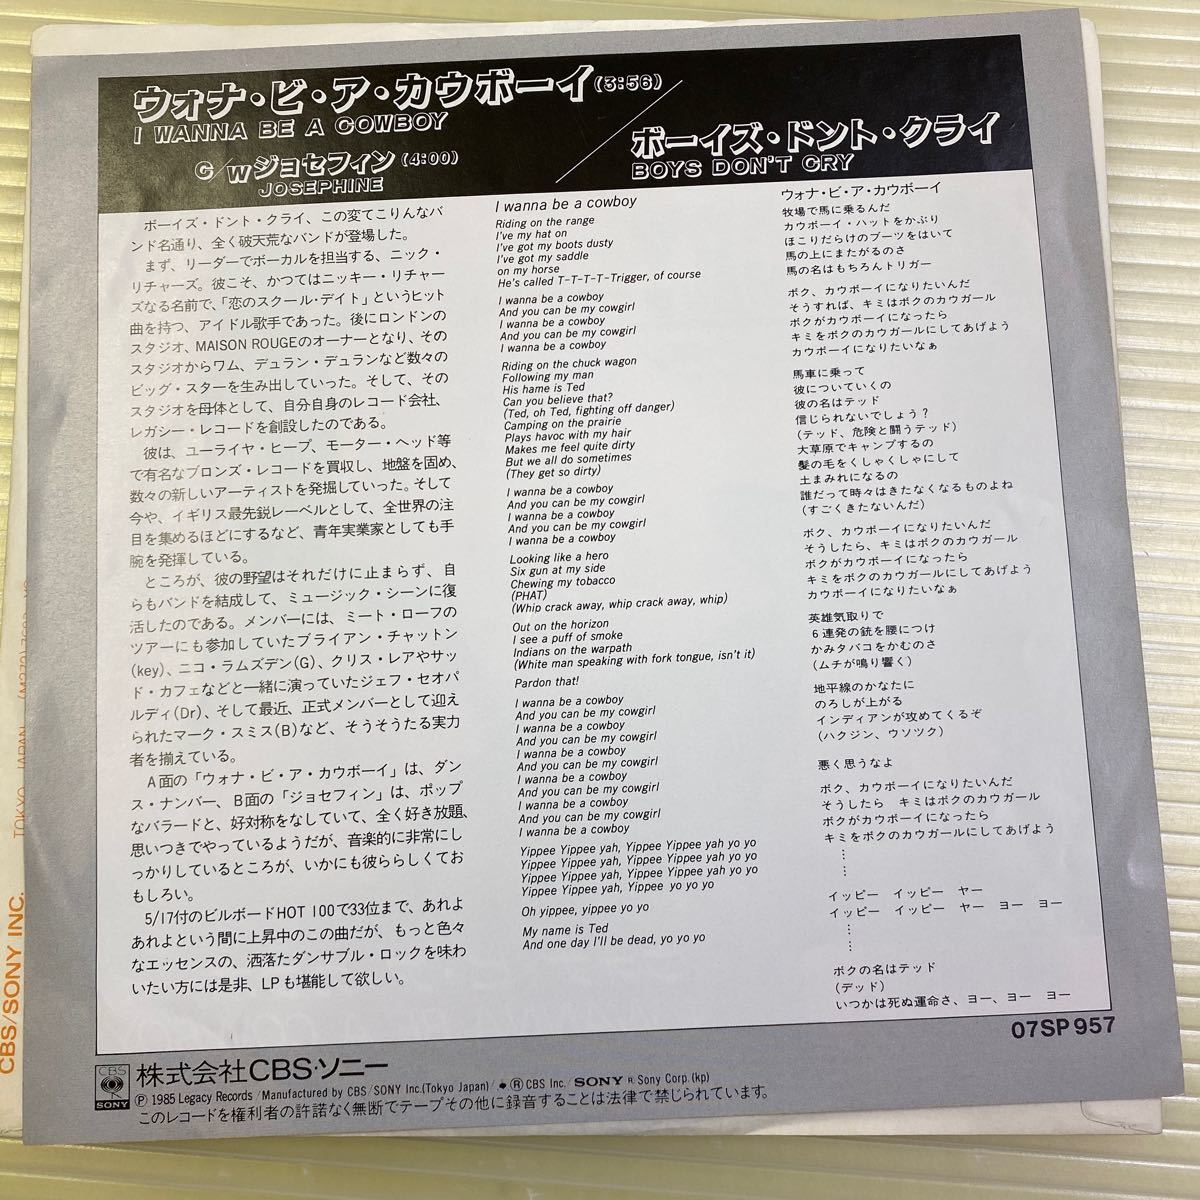 ウォナ・ビ・ア・カウボーイ(3:56)
I WANNA BE A COWBOY
C/Wジョセフィン(4:00)
JOSEPHINE
ボーイズ・ドント・クライ
BOYS DON'T CRY
ボーイズ・ドント・クライ、この変てこりんなバ
ンド名通り、全く破天荒なバンドが登場した。
まず、リーダーでボーカルを担当する、ニック・
リチャーズ。彼こそ、かつてはニッキー・リチャー
ズなる名前で、「恋のスクール・デイト」というヒット
曲を持つ、アイドル歌手であった。後にロンドンの
スタジオ、MAISON ROUGEのオーナーとなり、その
スタジオからワム、デュラン・デュランなど数々の
ビッグ・スターを生み出していった。そして、その
スタジオを母体として、自分自身のレコード会社、
レガシー・レコードを創設したのである。
彼は、ユーライヤ・ヒープ、モーター・ヘッド等
で有名なブロンズ・レコードを買収し、地盤を固め、
数々の新しいアーティストを発掘していった。そして
今や、イギリス最先鋭レーベルとして、全世界の注
目を集めるほどにするなど、青年実業家としても手
腕を発揮している。
ところが、彼の野望はそれだけに止まらず、自
らもバンドを結成して、ミュージック・シーンに復
活したのである。メンバーには、ミート・ローフの
ツアーにも参加していたブライアン・チャットン
(key)、ニコ・ラムズデン(G)、クリス・レアやサッ
ド・カフェなどと一緒に演っていたジェフ・セオパ
ルディ(Dr)、そして最近、正式メンバーとして迎え
られたマーク・スミス(B)など、そうそうたる実力
者を揃えている。
A面の「ウォナ・ビ・ア・カウボーイ」は、ダン
ス・ナンバー、B面の「ジョセフィン」は、ポップ
なバラードと、好対称をなしていて、全く好き放題、
思いつきでやっているようだが、音楽的に非常にし
っかりしているところが、いかにも彼ららしくてお
もしろい。
5/17付のビルボードHOT 100で33位まで、あれよ
あれよという間に上昇中のこの曲だが、もっと色々
なエッセンスの、洒落たダンサブル・ロックを味わ
いたい方には是非、LPも堪能して欲しい。
I wanna be a cowboy
Riding on the range
I've my hat on
I've got my boots dusty
I've got my saddle
on my horse
He's called T-T-T-T-Trigger, of course
I wanna be a cowboy
And you can be my cowgirl
I wanna be a cowboy
And you can be my cowgirl
I wanna be a cowboy
Riding on the chuck wagon
Following my man
His name is Ted
Can you believe that?
(Ted, oh Ted, fighting off danger)
Camping on the prairie
Plays havoc with my hair
Makes me feel quite dirty
But we all do sometimes
(They get so dirty)
I wanna be a cowboy
And you can be my cowgirl
I wanna be a cowboy
And you can be my cowgirl
I wanna be a cowboy
Looking like a hero
Six gun at my side
Chewing my tobacco
(PHAT)
(Whip crack away, whip crack away, whip)
Out on the horizon
I see a puff of smoke
Indians on the warpath
(White man speaking with fork tongue, isn't it)
Pardon that!
I wanna be a cowboy
And you can be my cowgirl
I wanna be a cowboy
And you can be my cowgirl
I wanna be a cowboy
And you can be my cowgirl
I wanna be a cowboy
And you can be my cowgirl
I wanna be a cowboy
And you can be my cowgirl
I wanna be a cowboy
Yippee Yippee yah, Yippee Yippee yah yo yo
Yippee Yippee yah, Yippee Yippee yah yo yo
Yippee Yippee yah, Yippee Yippee yah yo yo
Yippee Yippee yah, Yippee yo yo yo
Oh yippee, yippee yo yo
My name is Ted
And one day I'll be dead, yo yo yo
ウォナ・ビ・ア・カウボーイ
牧場で馬に乗るんだ
カウボーイ・ハットをかぶり
ほこりだらけのブーツをはいて
馬の上にまたがるのさ
馬の名はもちろんトリガー
ボク、カウボーイになりたいんだ
そうすれば、キミはボクのカウガール
ボクがカウボーイになったら
キミをボクのカウガールにしてあげよう
カウボーイになりたいなぁ
馬車に乗って
彼についていくの
彼の名はテッド
信じられないでしょう?
(テッド、危険と闘うテッド)
大草原でキャンプするの
髪の毛をくしゃくしゃにして
土まみれになるの
誰だって時々はきたなくなるものよね
(すごくきたないんだ)
ボク、カウボーイになりたいんだ
そうしたら、キミはボクのカウガール
ボクがカウボーイになったら
キミをボクのカウガールにしてあげよう
カウボーイになりたいなぁ
英雄気取りで
6連発の銃を腰につけ
かみタバコをかむのさ
(ムチが鳴り響く)
地平線のかなたに
のろしが上がる
インディアンが攻めてくるぞ
(ハクジン、ウソツク)
悪く思うなよ
ボク、カウボーイになりたいんだ
そうしたら キミはボクのカウガール
ボクがカウボーイになったら
キミをボクのカウガールにしてあげよう
⋮
⋮
イッピー イッピー ヤー
イッピー イッピー ヤー ヨー ヨー
⋮
⋮
ボクの名はテッド
(デッド)
いつかは死ぬ運命さ、ヨー、ヨー ヨー
07SP 957
CBS
SONY
株式会社CBS・ソニー
Ⓟ 1985 Legacy Records /Manufactured by CBS/SONY Inc.(Tokyo Japan)/ ® CBS Inc./ SONY ® Sony Corp.(kp)
このレコードを権利者の許諾なく無断でテープその他に録音することは法律で禁じられています。
CBS/SONY INC. TOKYO, JAPAN